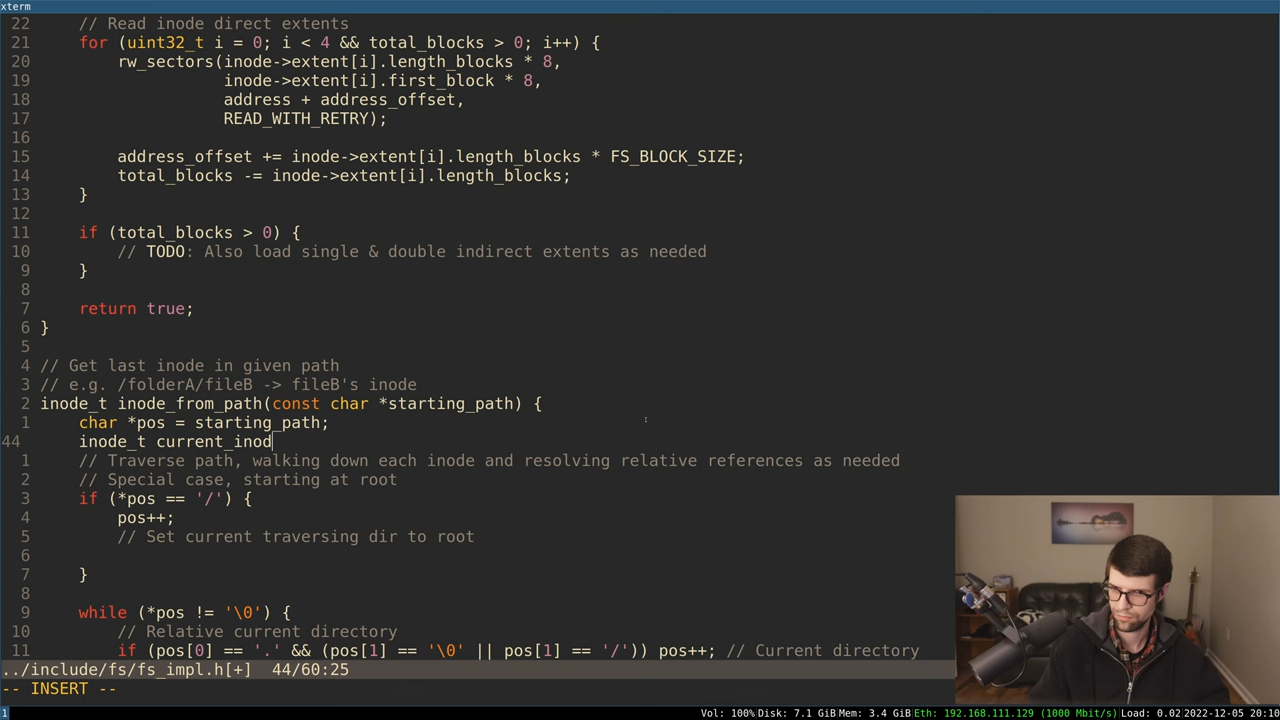 xterm
22     // Read inode direct extents
21     for (uint32_t i = 0; i < 4 && total_blocks > 0; i++) {
20         rw_sectors(inode->extent[i].length_blocks * 8,
19                    inode->extent[i].first_block * 8,
18                    address + address_offset,
17                    READ_WITH_RETRY);
16
15         address_offset += inode->extent[i].length_blocks * FS_BLOCK_SIZE;
14         total_blocks -= inode->extent[i].length_blocks;
13     }
12
11     if (total_blocks > 0) {
10         // TODO: Also load single & double indirect extents as needed
9     }
8
7     return true;
6 }
5
4 // Get last inode in given path
3 // e.g. /folderA/fileB -> fileB's inode
2 inode_t inode_from_path(const char *starting_path) {
1     char *pos = starting_path;
44     inode_t current_inod
1     // Traverse path, walking down each inode and resolving relative references as needed
2     // Special case, starting at root
3     if (*pos == '/') {
4         pos++;
5         // Set current traversing dir to root
6
7     }
8
9     while (*pos != '\0') {
10         // Relative current directory
11         if (pos[0] == '.' && (pos[1] == '\0' || pos[1] == '/')) pos++; // Current directory
../include/fs/fs_impl.h[+]  44/60:25
-- INSERT --
1 Vol: 100% Disk: 7.1 GiB Mem: 3.4 GiB Eth: 192.168.111.129 (1000 Mbit/s) Load: 0.02 2022-12-05 20:10